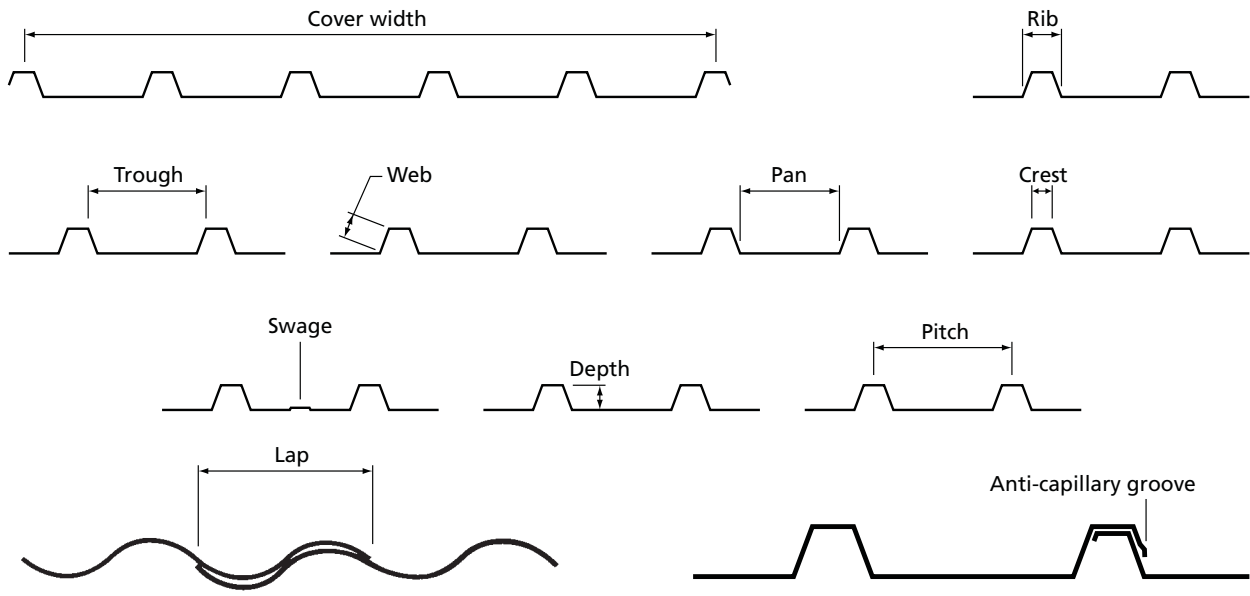 Cover width
Rib
Trough
Web
Pan
Crest
Swage
Depth
Pitch
Lap
Anti-capillary groove